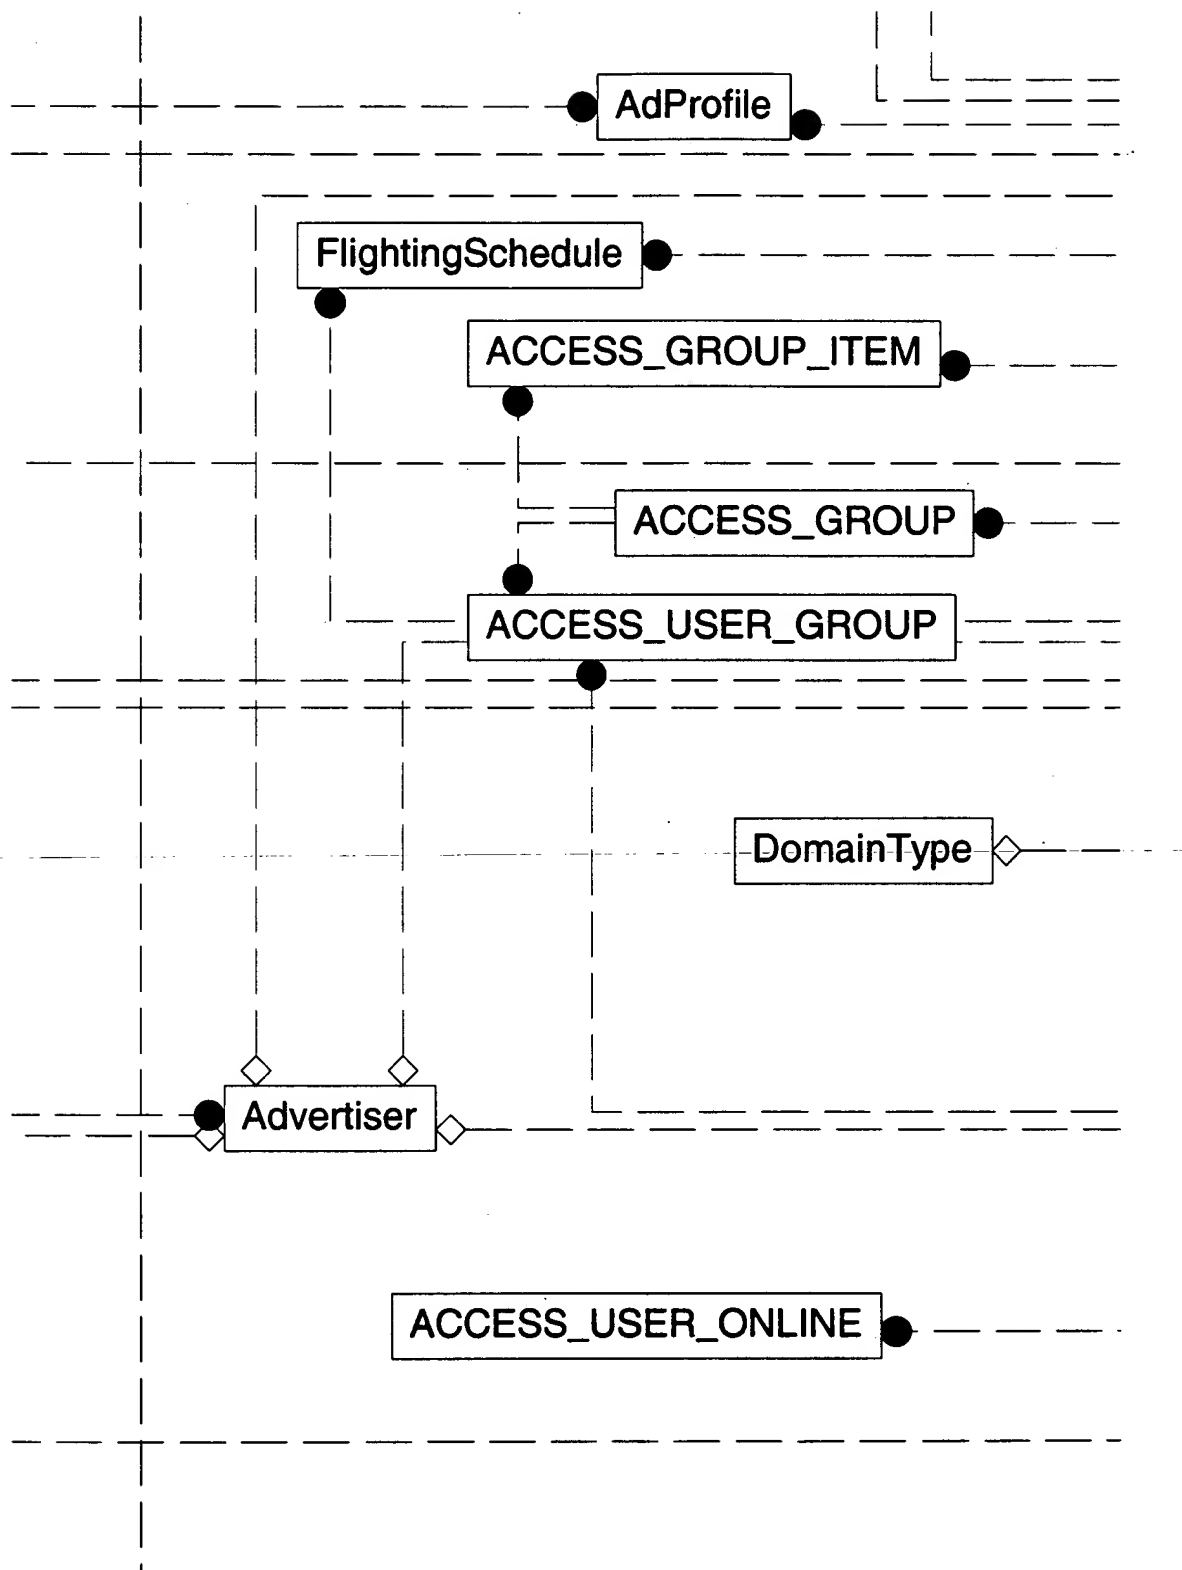 AdProfile
FlightingSchedule
ACCESS_GROUP_ITEM
ACCESS_GROUP
ACCESS_USER_GROUP
DomainType
Advertiser
ACCESS_USER_ONLINE